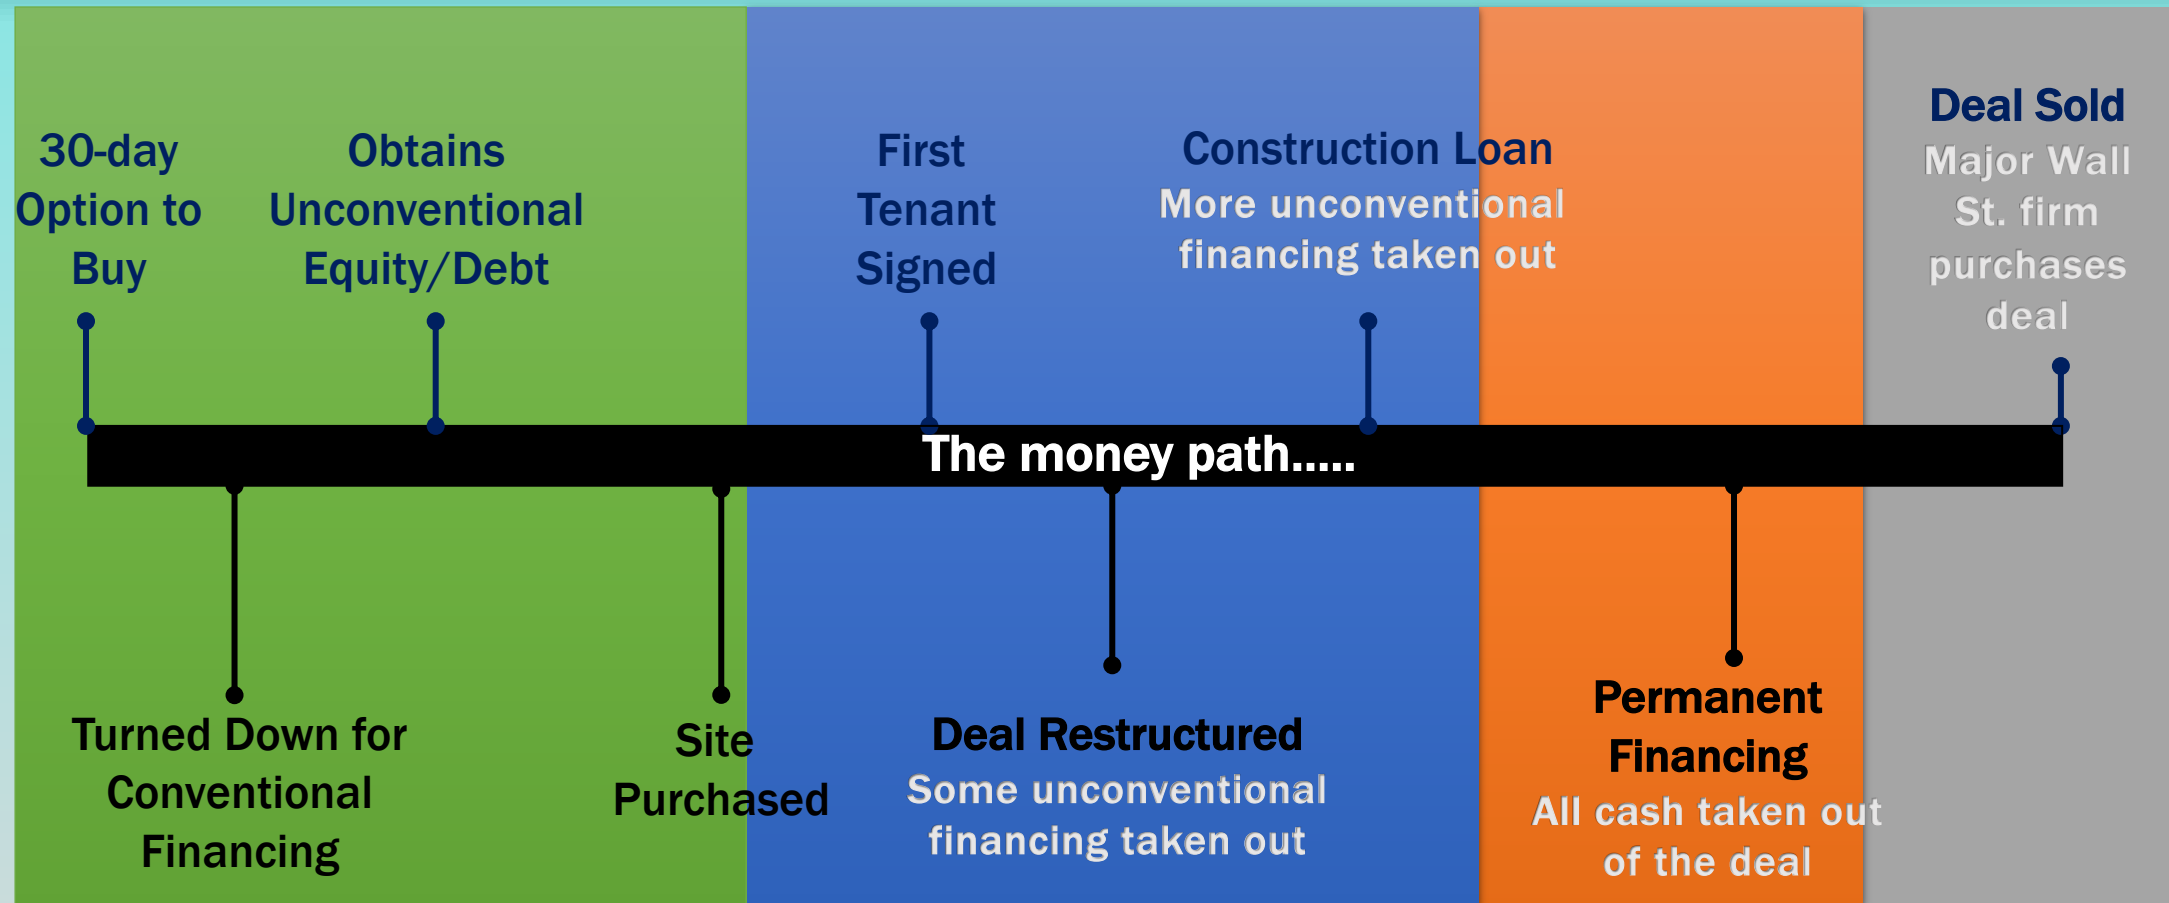 30-day
Option to
Buy
Obtains
Unconventional
Equity/Debt
First
Tenant
Signed
Construction Loan
More unconventional
financing taken out
Deal Sold
Major Wall
St. firm
purchases
deal
The money path.....
Turned Down for
Conventional
Financing
Site
Purchased
Deal Restructured
Some unconventional
financing taken out
Permanent
Financing
All cash taken out
of the deal